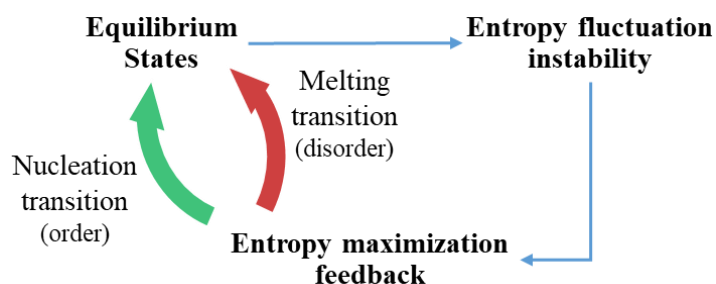 Equilibrium
States
Entropy fluctuation
instability
Melting
transition
(disorder)
Nucleation
transition
(order)
Entropy maximization
feedback